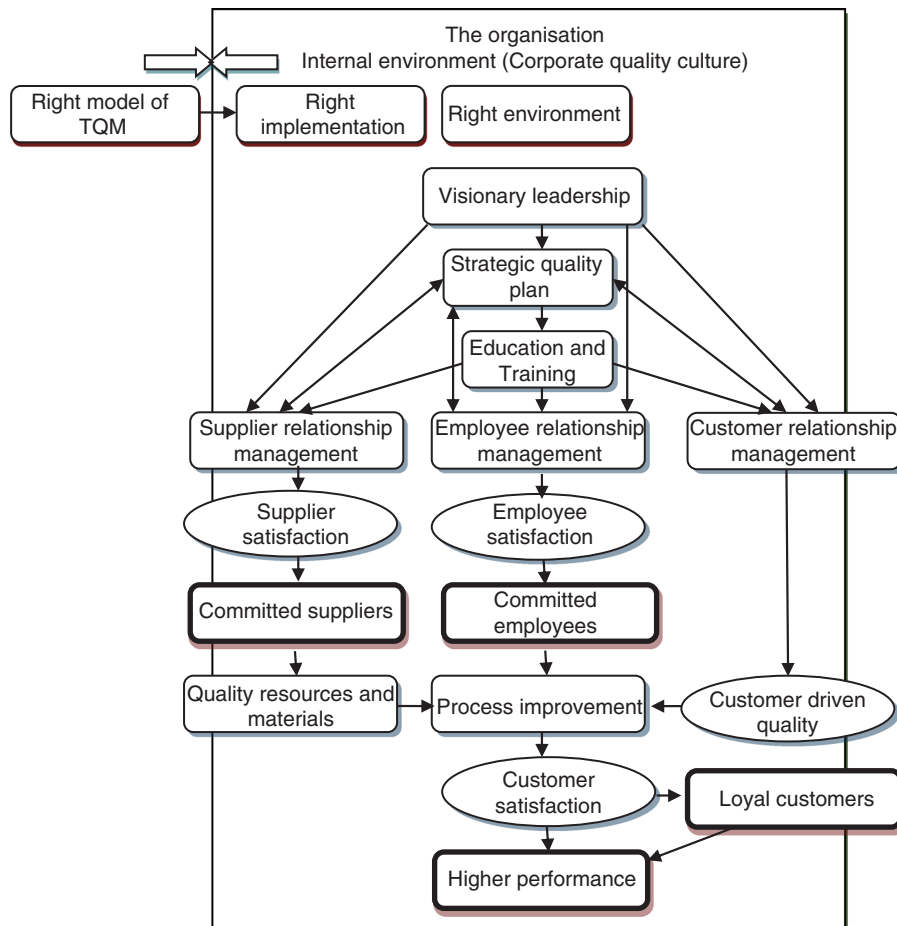 The organisation
Internal environment (Corporate quality culture)
Right model of
TQM
Right
implementation
Right environment
Visionary leadership
Strategic quality
plan
Education and
Training
Supplier relationship
management
Employee relationship
management
Customer relationship
management
Supplier
satisfaction
Employee
satisfaction
Committed suppliers
Committed
employees
Quality resources and
materials
Process improvement
Customer driven
quality
Customer
satisfaction
Loyal customers
Higher performance